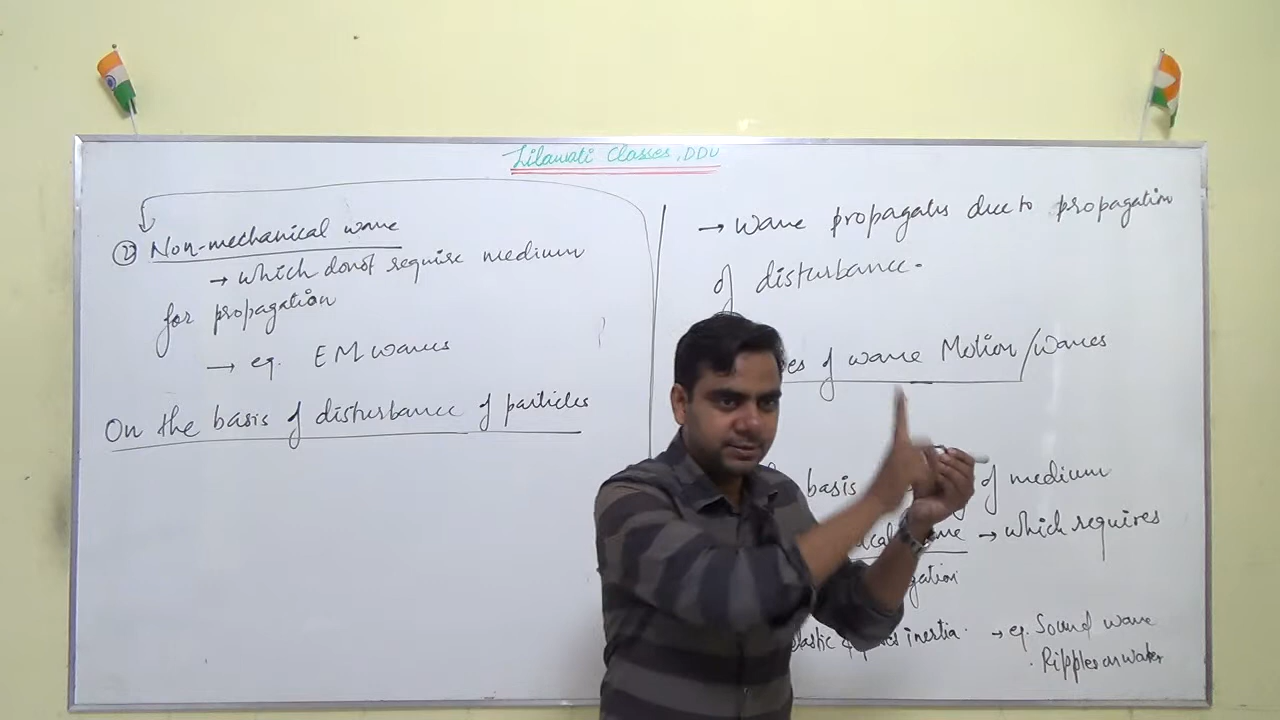 Lilawati Classes, DDU
② Non-mechanical wave
→ which donot require medium
for propagation
→ eg. EM waves
On the basis of disturbance of particles
→ Wave propagates due to propagation
of disturbance.
of wave Motion/Waves
basis of medium
→ which requires
inertia. → eg. Sound wave
. Ripples on water